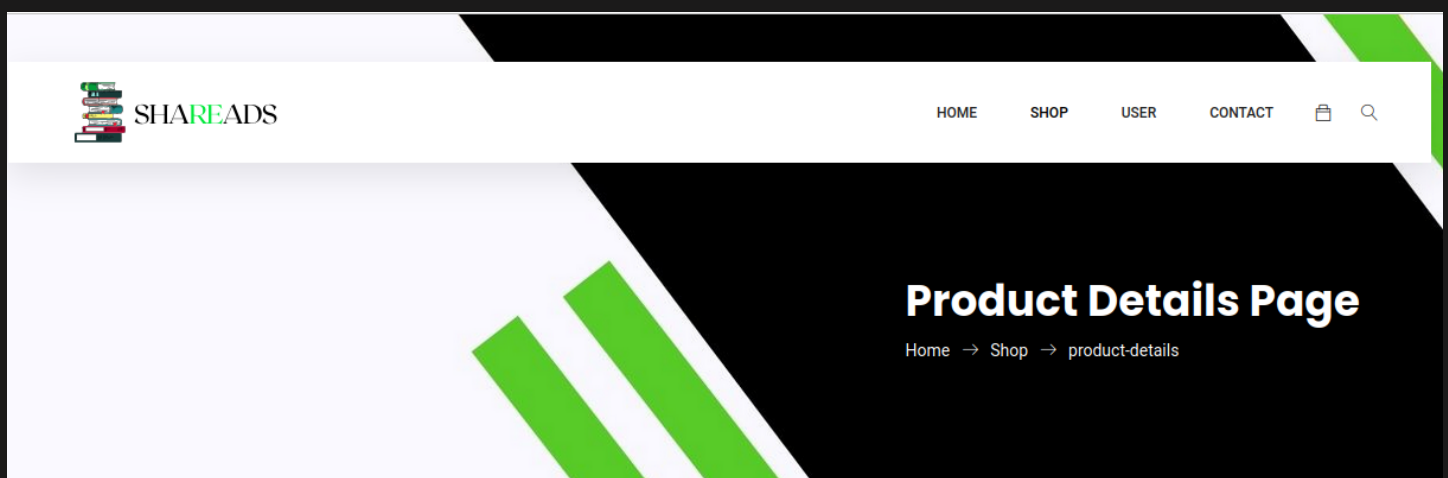 SHAREADS
HOME SHOP USER CONTACT
Product Details Page
Home → Shop → product-details